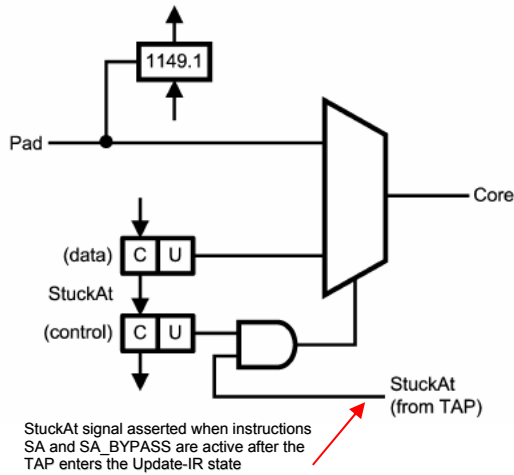 1149.1
Pad
Core
(data) C U
StuckAt
(control) C U
StuckAt
(from TAP)
StuckAt signal asserted when instructions
SA and SA_BYPASS are active after the
TAP enters the Update-IR state